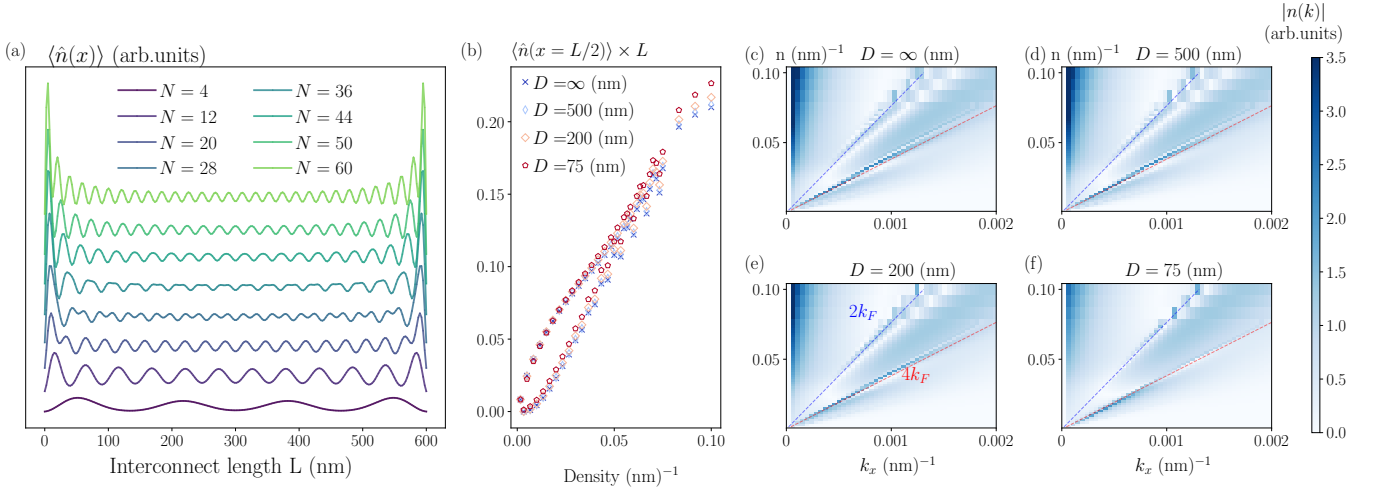 (a)
⟨n̂(x)⟩ (arb.units)
N = 4
N = 12
N = 20
N = 28
N = 36
N = 44
N = 50
N = 60
0 100 200 300 400 500 600
Interconnect length L (nm)
(b)
⟨n̂(x = L/2)⟩ × L
D =∞ (nm)
D =500 (nm)
D =200 (nm)
D =75 (nm)
0.20
0.15
0.10
0.05
0.00
0.00 0.05 0.10
Density (nm)⁻¹
(c) n (nm)⁻¹ D = ∞ (nm)
0.10
0.05
0 0.001 0.002
(d) n (nm)⁻¹ D = 500 (nm)
0.10
0.05
0 0.001 0.002
(e) D = 200 (nm)
0.10
0.05
2k_F
4k_F
0 0.001 0.002
k_x (nm)⁻¹
(f) D = 75 (nm)
0.10
0.05
0 0.001 0.002
k_x (nm)⁻¹
|n(k)|
(arb.units)
3.5
3.0
2.5
2.0
1.5
1.0
0.5
0.0